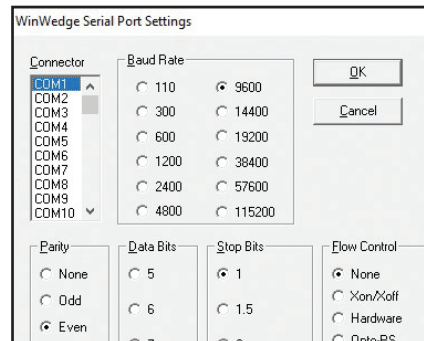 WinWedge Serial Port Settings
Connector
COM1
COM2
COM3
COM4
COM5
COM6
COM7
COM8
COM9
COM10
Baud Rate
110 9600
300 14400
600 19200
1200 38400
2400 57600
4800 115200
OK
Cancel
Parity
None
Odd
Even
Data Bits
5
6
Stop Bits
1
1.5
Flow Control
None
Xon/Xoff
Hardware